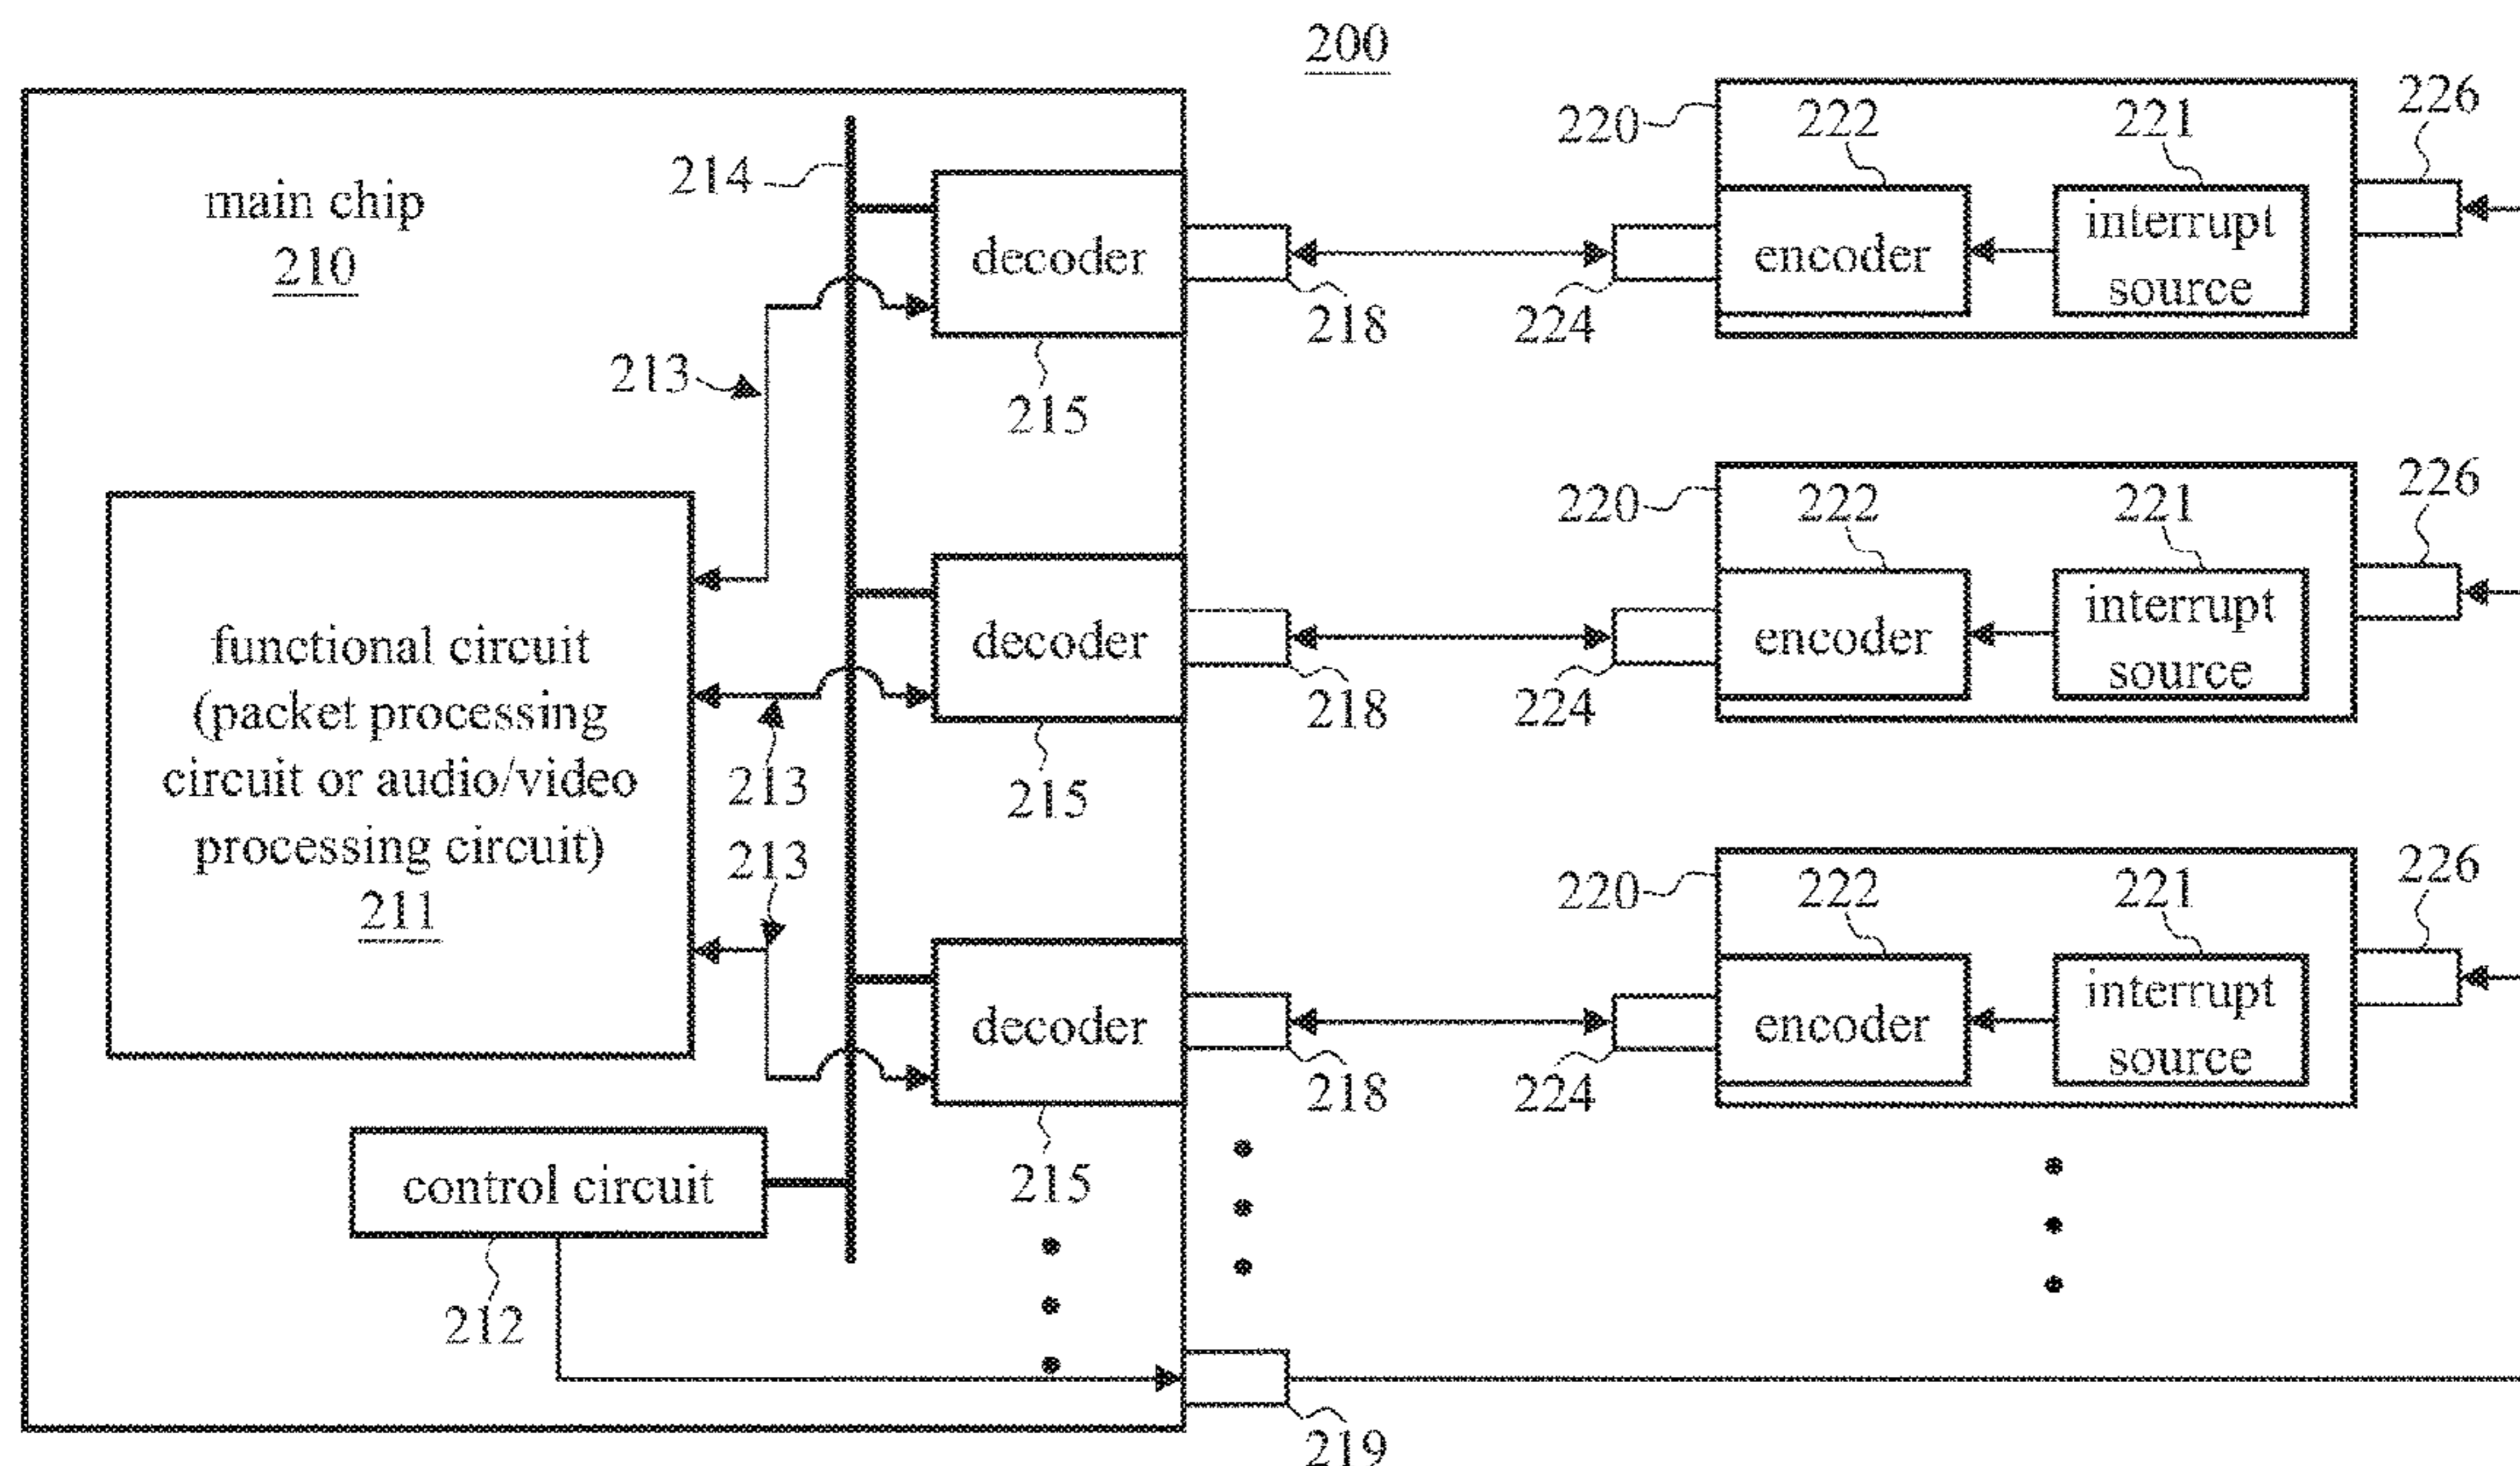 200
main chip
210
214
213
functional circuit
(packet processing
circuit or audio/video
processing circuit)
211
213
213
control circuit
212
decoder
215
decoder
215
decoder
215
218
218
218
219
220
222
221
226
encoder
interrupt
source
224
220
222
221
226
encoder
interrupt
source
224
220
222
221
226
encoder
interrupt
source
224